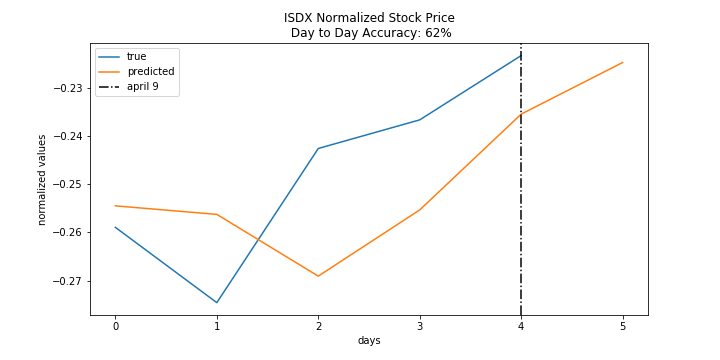 ISDX Normalized Stock Price
Day to Day Accuracy: 62%
true
predicted
april 9
−0.23
−0.24
−0.25
−0.26
−0.27
normalized values
0 1 2 3 4 5
days